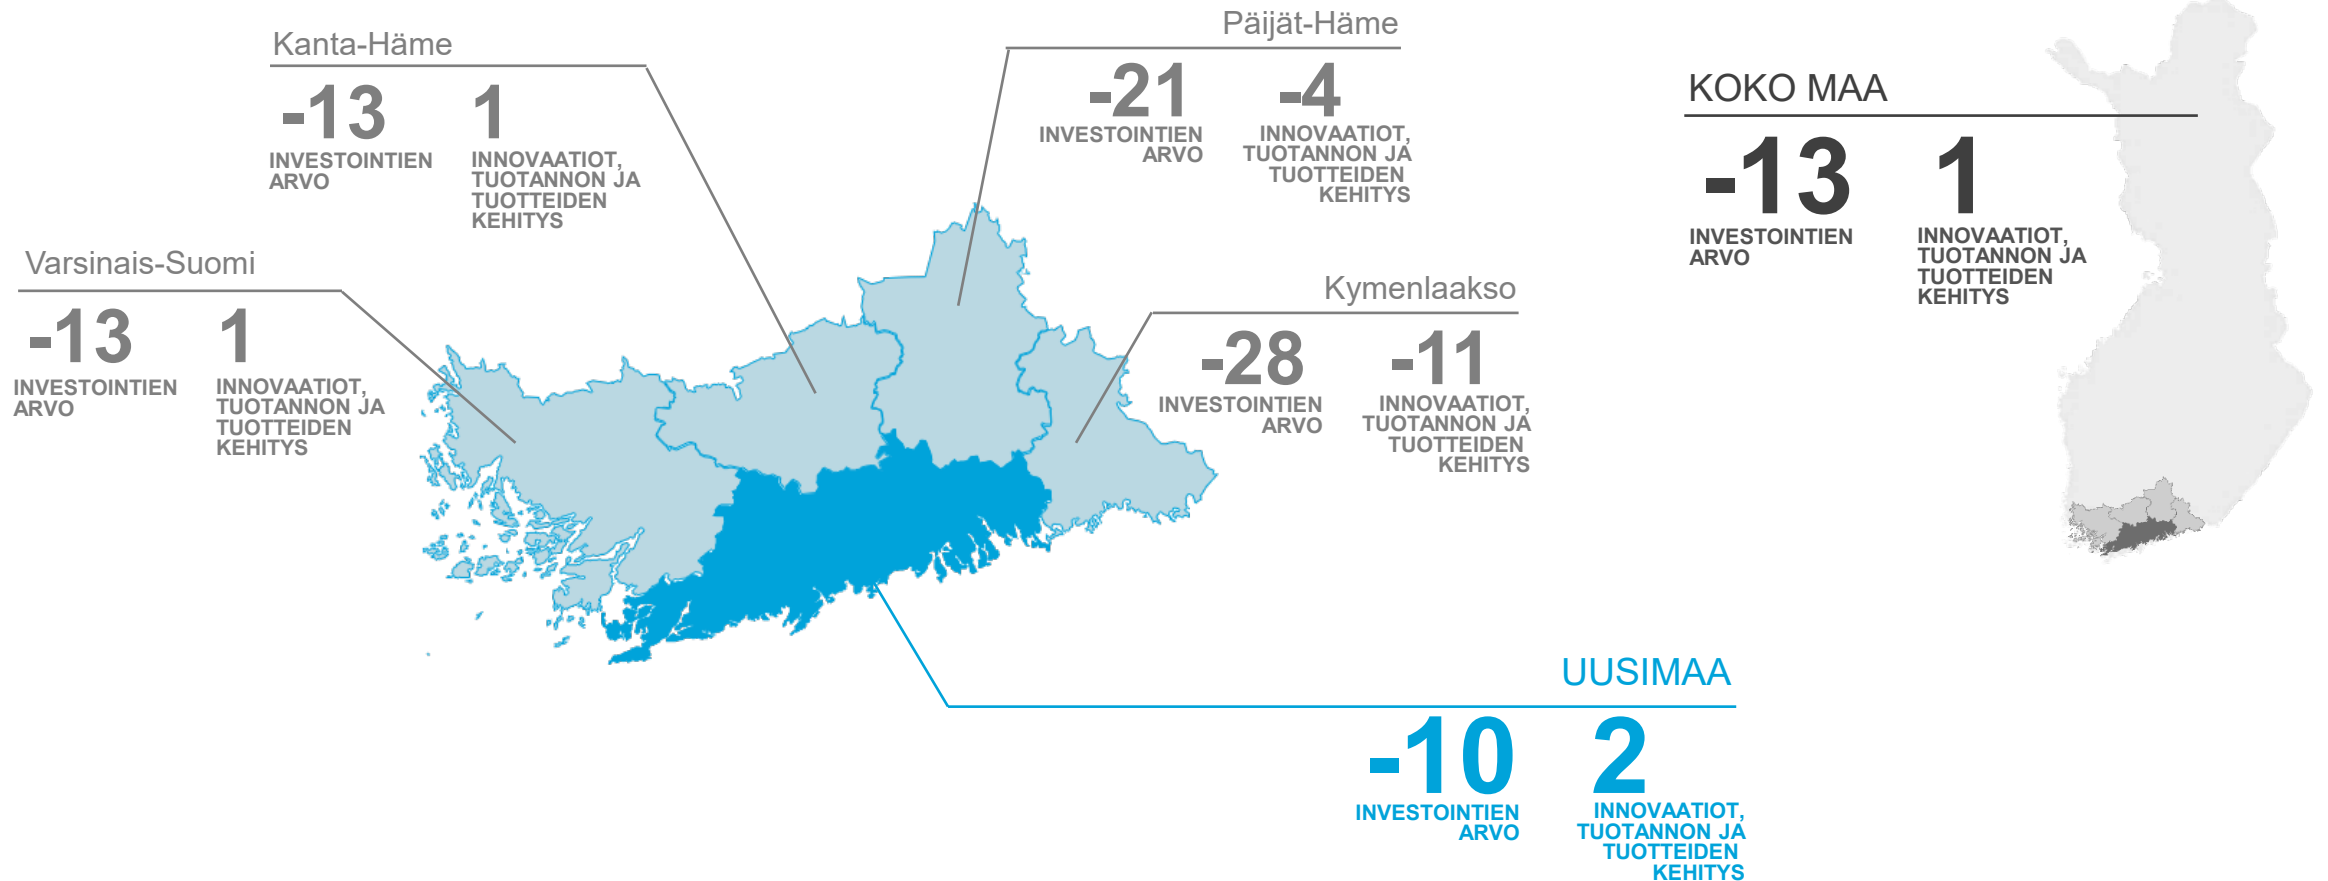 Kanta-Häme
-13 1
INVESTOINTIEN
ARVO
INNOVAATIOT,
TUOTANNON JA
TUOTTEIDEN
KEHITYS
Päijät-Häme
-21 -4
INVESTOINTIEN
ARVO
INNOVAATIOT,
TUOTANNON JA
TUOTTEIDEN
KEHITYS
KOKO MAA
-13 1
INVESTOINTIEN
ARVO
INNOVAATIOT,
TUOTANNON JA
TUOTTEIDEN
KEHITYS
Varsinais-Suomi
-13 1
INVESTOINTIEN
ARVO
INNOVAATIOT,
TUOTANNON JA
TUOTTEIDEN
KEHITYS
Kymenlaakso
-28 -11
INVESTOINTIEN
ARVO
INNOVAATIOT,
TUOTANNON JA
TUOTTEIDEN
KEHITYS
UUSIMAA
-10 2
INVESTOINTIEN
ARVO
INNOVAATIOT,
TUOTANNON JA
TUOTTEIDEN
KEHITYS